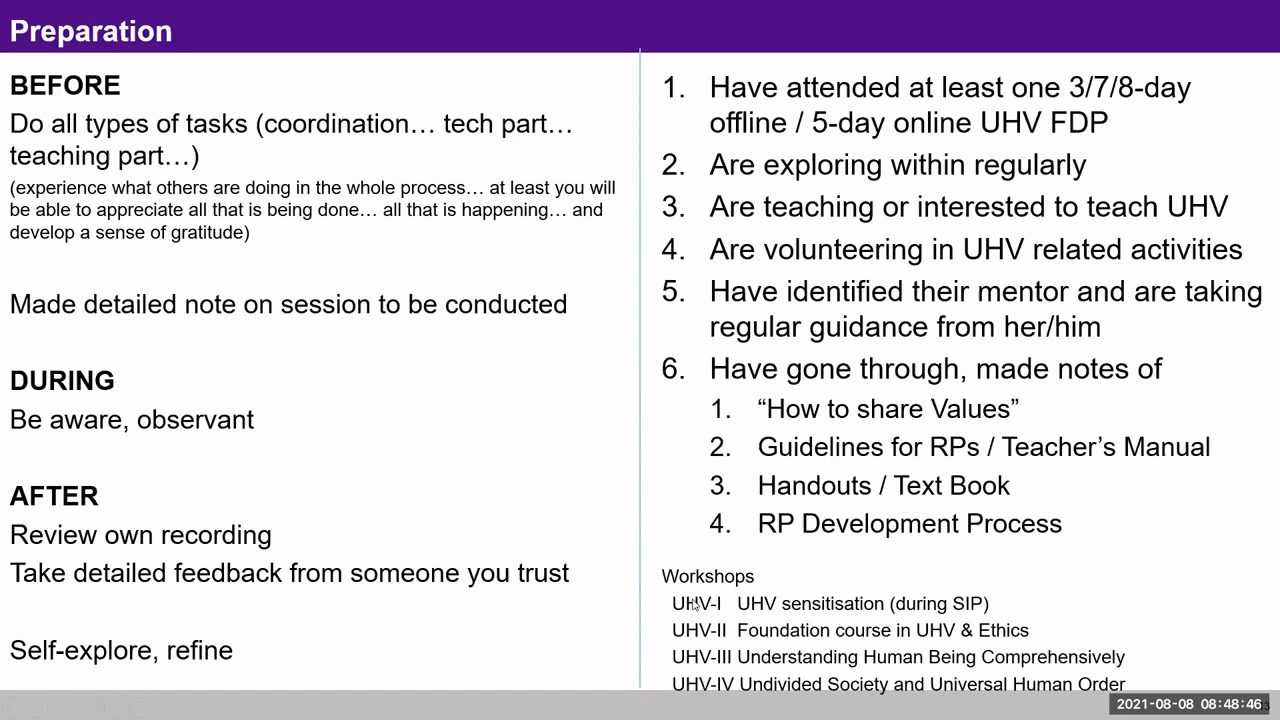 Preparation
BEFORE
Do all types of tasks (coordination… tech part…
teaching part…)
(experience what others are doing in the whole process… at least you will
be able to appreciate all that is being done… all that is happening… and
develop a sense of gratitude)
Made detailed note on session to be conducted
DURING
Be aware, observant
AFTER
Review own recording
Take detailed feedback from someone you trust
Self-explore, refine
1. Have attended at least one 3/7/8-day
offline / 5-day online UHV FDP
2. Are exploring within regularly
3. Are teaching or interested to teach UHV
4. Are volunteering in UHV related activities
5. Have identified their mentor and are taking
regular guidance from her/him
6. Have gone through, made notes of
1. “How to share Values”
2. Guidelines for RPs / Teacher’s Manual
3. Handouts / Text Book
4. RP Development Process
Workshops
UHV-I UHV sensitisation (during SIP)
UHV-II Foundation course in UHV & Ethics
UHV-III Understanding Human Being Comprehensively
UHV-IV Undivided Society and Universal Human Order
2021-08-08 08:48:46